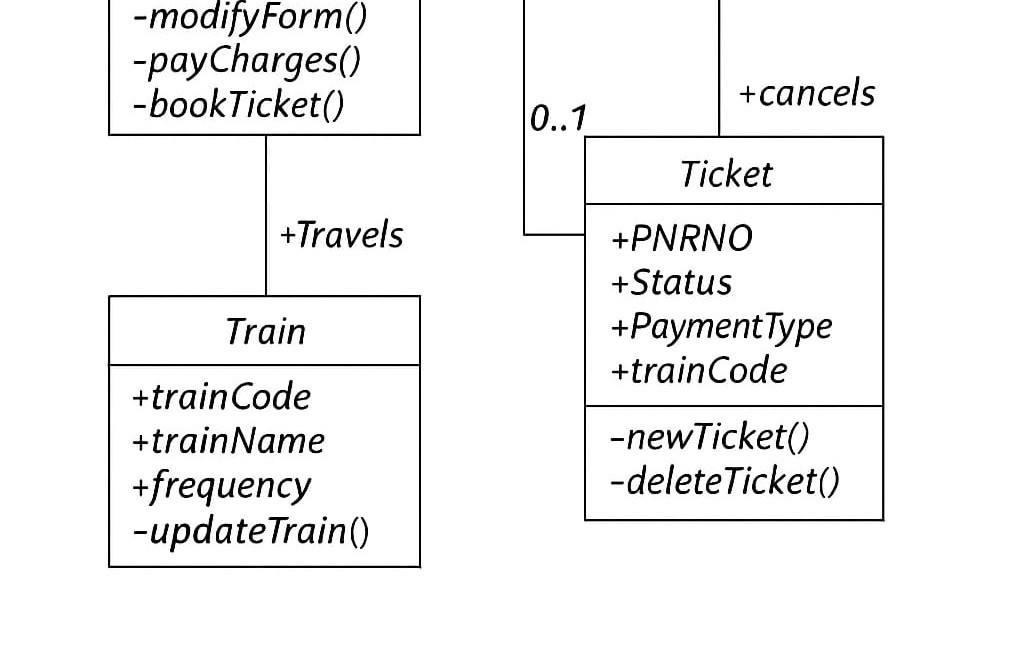 -modifyForm()
-payCharges()
-bookTicket()
+Travels
Train
+trainCode
+trainName
+frequency
-updateTrain()
0..1
+cancels
Ticket
+PNRNO
+Status
+PaymentType
+trainCode
-newTicket()
-deleteTicket()